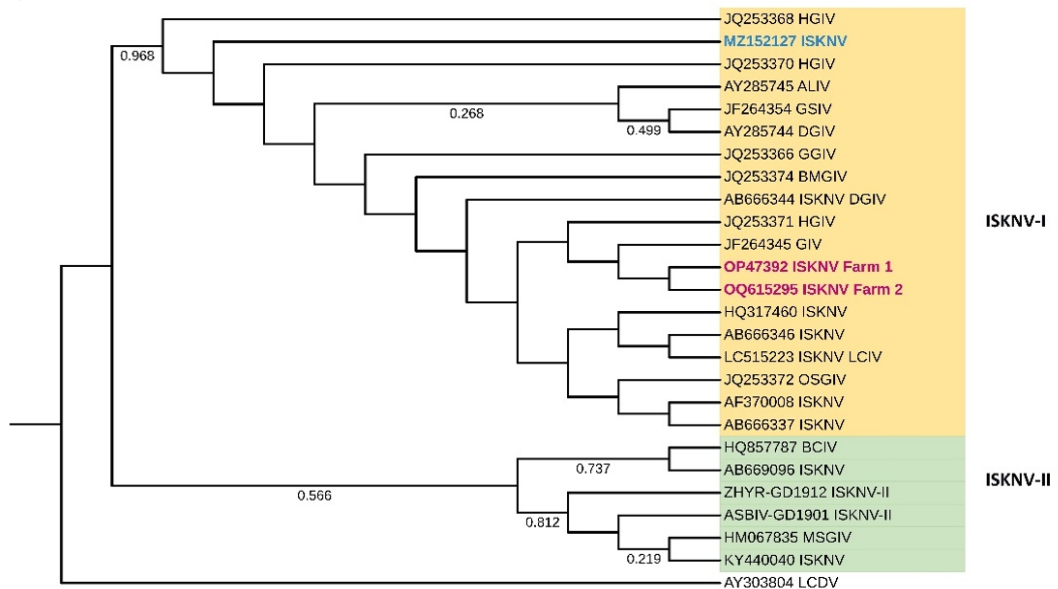 JQ253368 HGIV
0.968
MZ152127 ISKNV
JQ253370 HGIV
AY285745 ALIV
0.268
JF264354 GSIV
0.499
AY285744 DGIV
JQ253366 GGIV
JQ253374 BMGIV
AB666344 ISKNV DGIV
JQ253371 HGIV
ISKNV-I
JF264345 GIV
OP47392 ISKNV Farm 1
OQ615295 ISKNV Farm 2
HQ317460 ISKNV
AB666346 ISKNV
LC515223 ISKNV LCIV
JQ253372 OSGIV
AF370008 ISKNV
AB666337 ISKNV
HQ857787 BCIV
0.737
AB669096 ISKNV
ISKNV-II
0.566
ZHYR-GD1912 ISKNV-II
ASBIV-GD1901 ISKNV-II
0.812
HM067835 MSGIV
0.219
KY440040 ISKNV
AY303804 LCDV